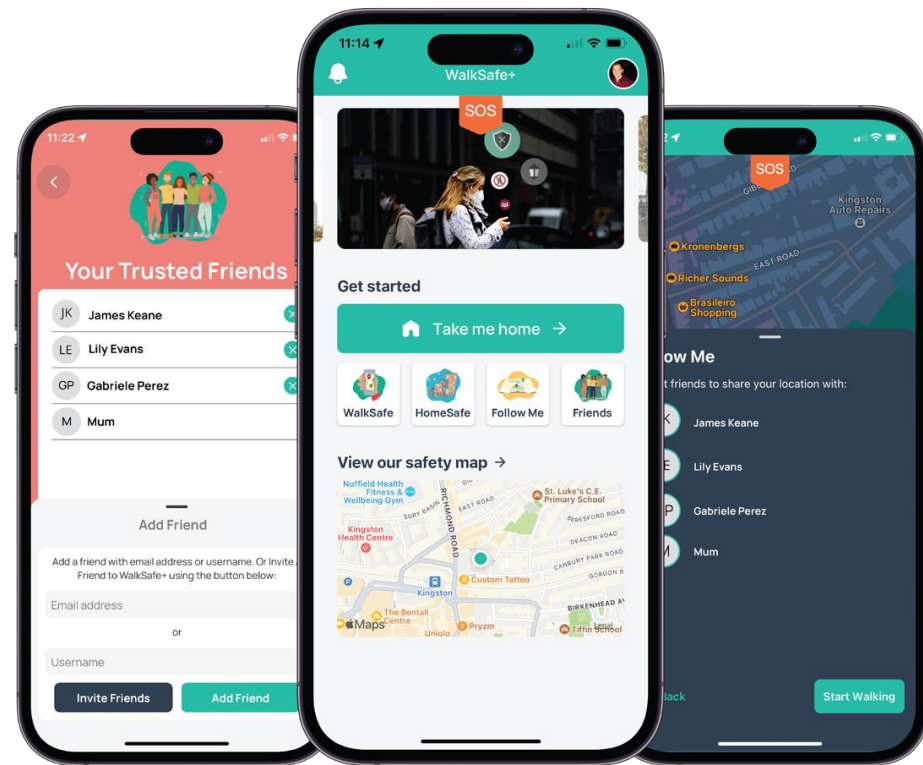 11:22
Your Trusted Friends
JK James Keane
LE Lily Evans
GP Gabriele Perez
M Mum
Add Friend
Add a friend with email address or username. Or Invite
Friend to WalkSafe+ using the button below:
Email address
or
Username
Invite Friends
Add Friend
11:14
WalkSafe+
SOS
Get started
Take me home →
WalkSafe
HomeSafe
Follow Me
Friends
View our safety map →
Nuffield Health
Fitness &
Wellbeing Gym
SURY BASIN
RICHMOND ROAD
EAST ROAD
St. Luke's C.E.
Primary School
BERESFORD ROAD
Kingston
Health Centre
DEACON ROAD
CANBURY PARK ROAD
GORDON R
P
Custom Tattoo
Kingston
BIRKENHEAD AV
The Bentall
Centre
Maps
Uniqlo
Pryzm
Legal
Tiffin School
SOS
Kingston
Auto Repairs
Kronenbergs
EAST ROAD
Richer Sounds
Brasileiro
Shopping
ow Me
t friends to share your location with:
K James Keane
E Lily Evans
P Gabriele Perez
Mum
Back
Start Walking